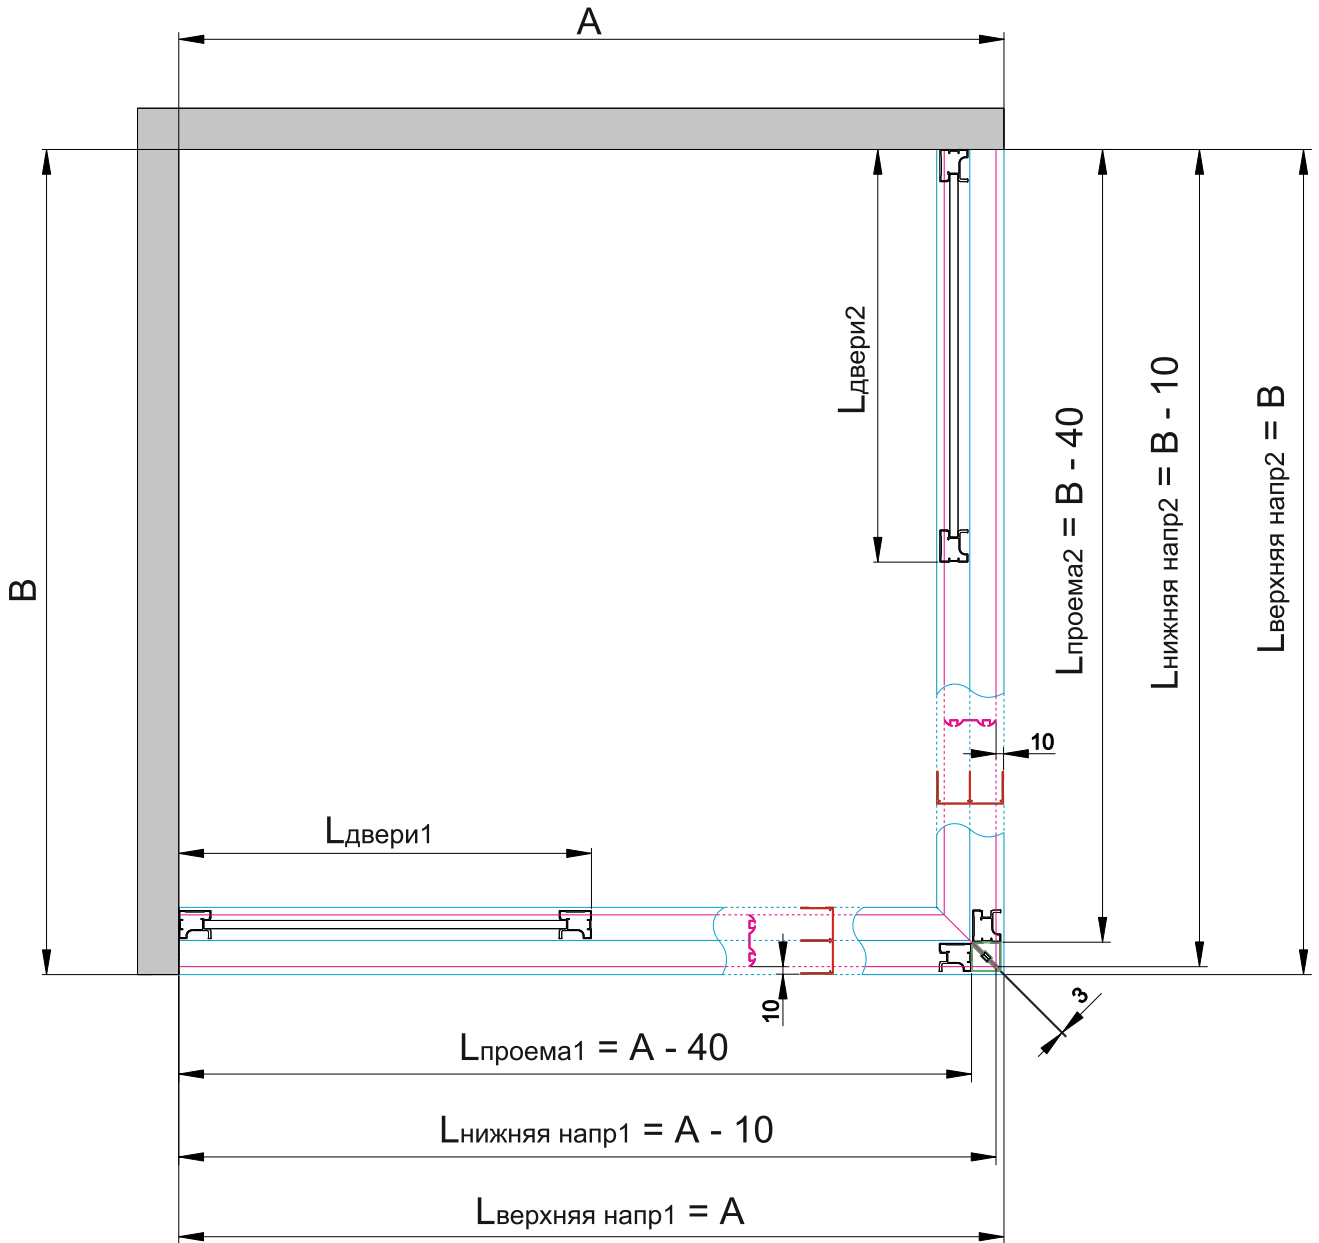 A
B
Lдвери2
Lпроема2 = B - 40
Lнижняя напр2 = B - 10
Lверхняя напр2 = B
10
Lдвери1
10
3
Lпроема1 = A - 40
Lнижняя напр1 = A - 10
Lверхняя напр1 = A